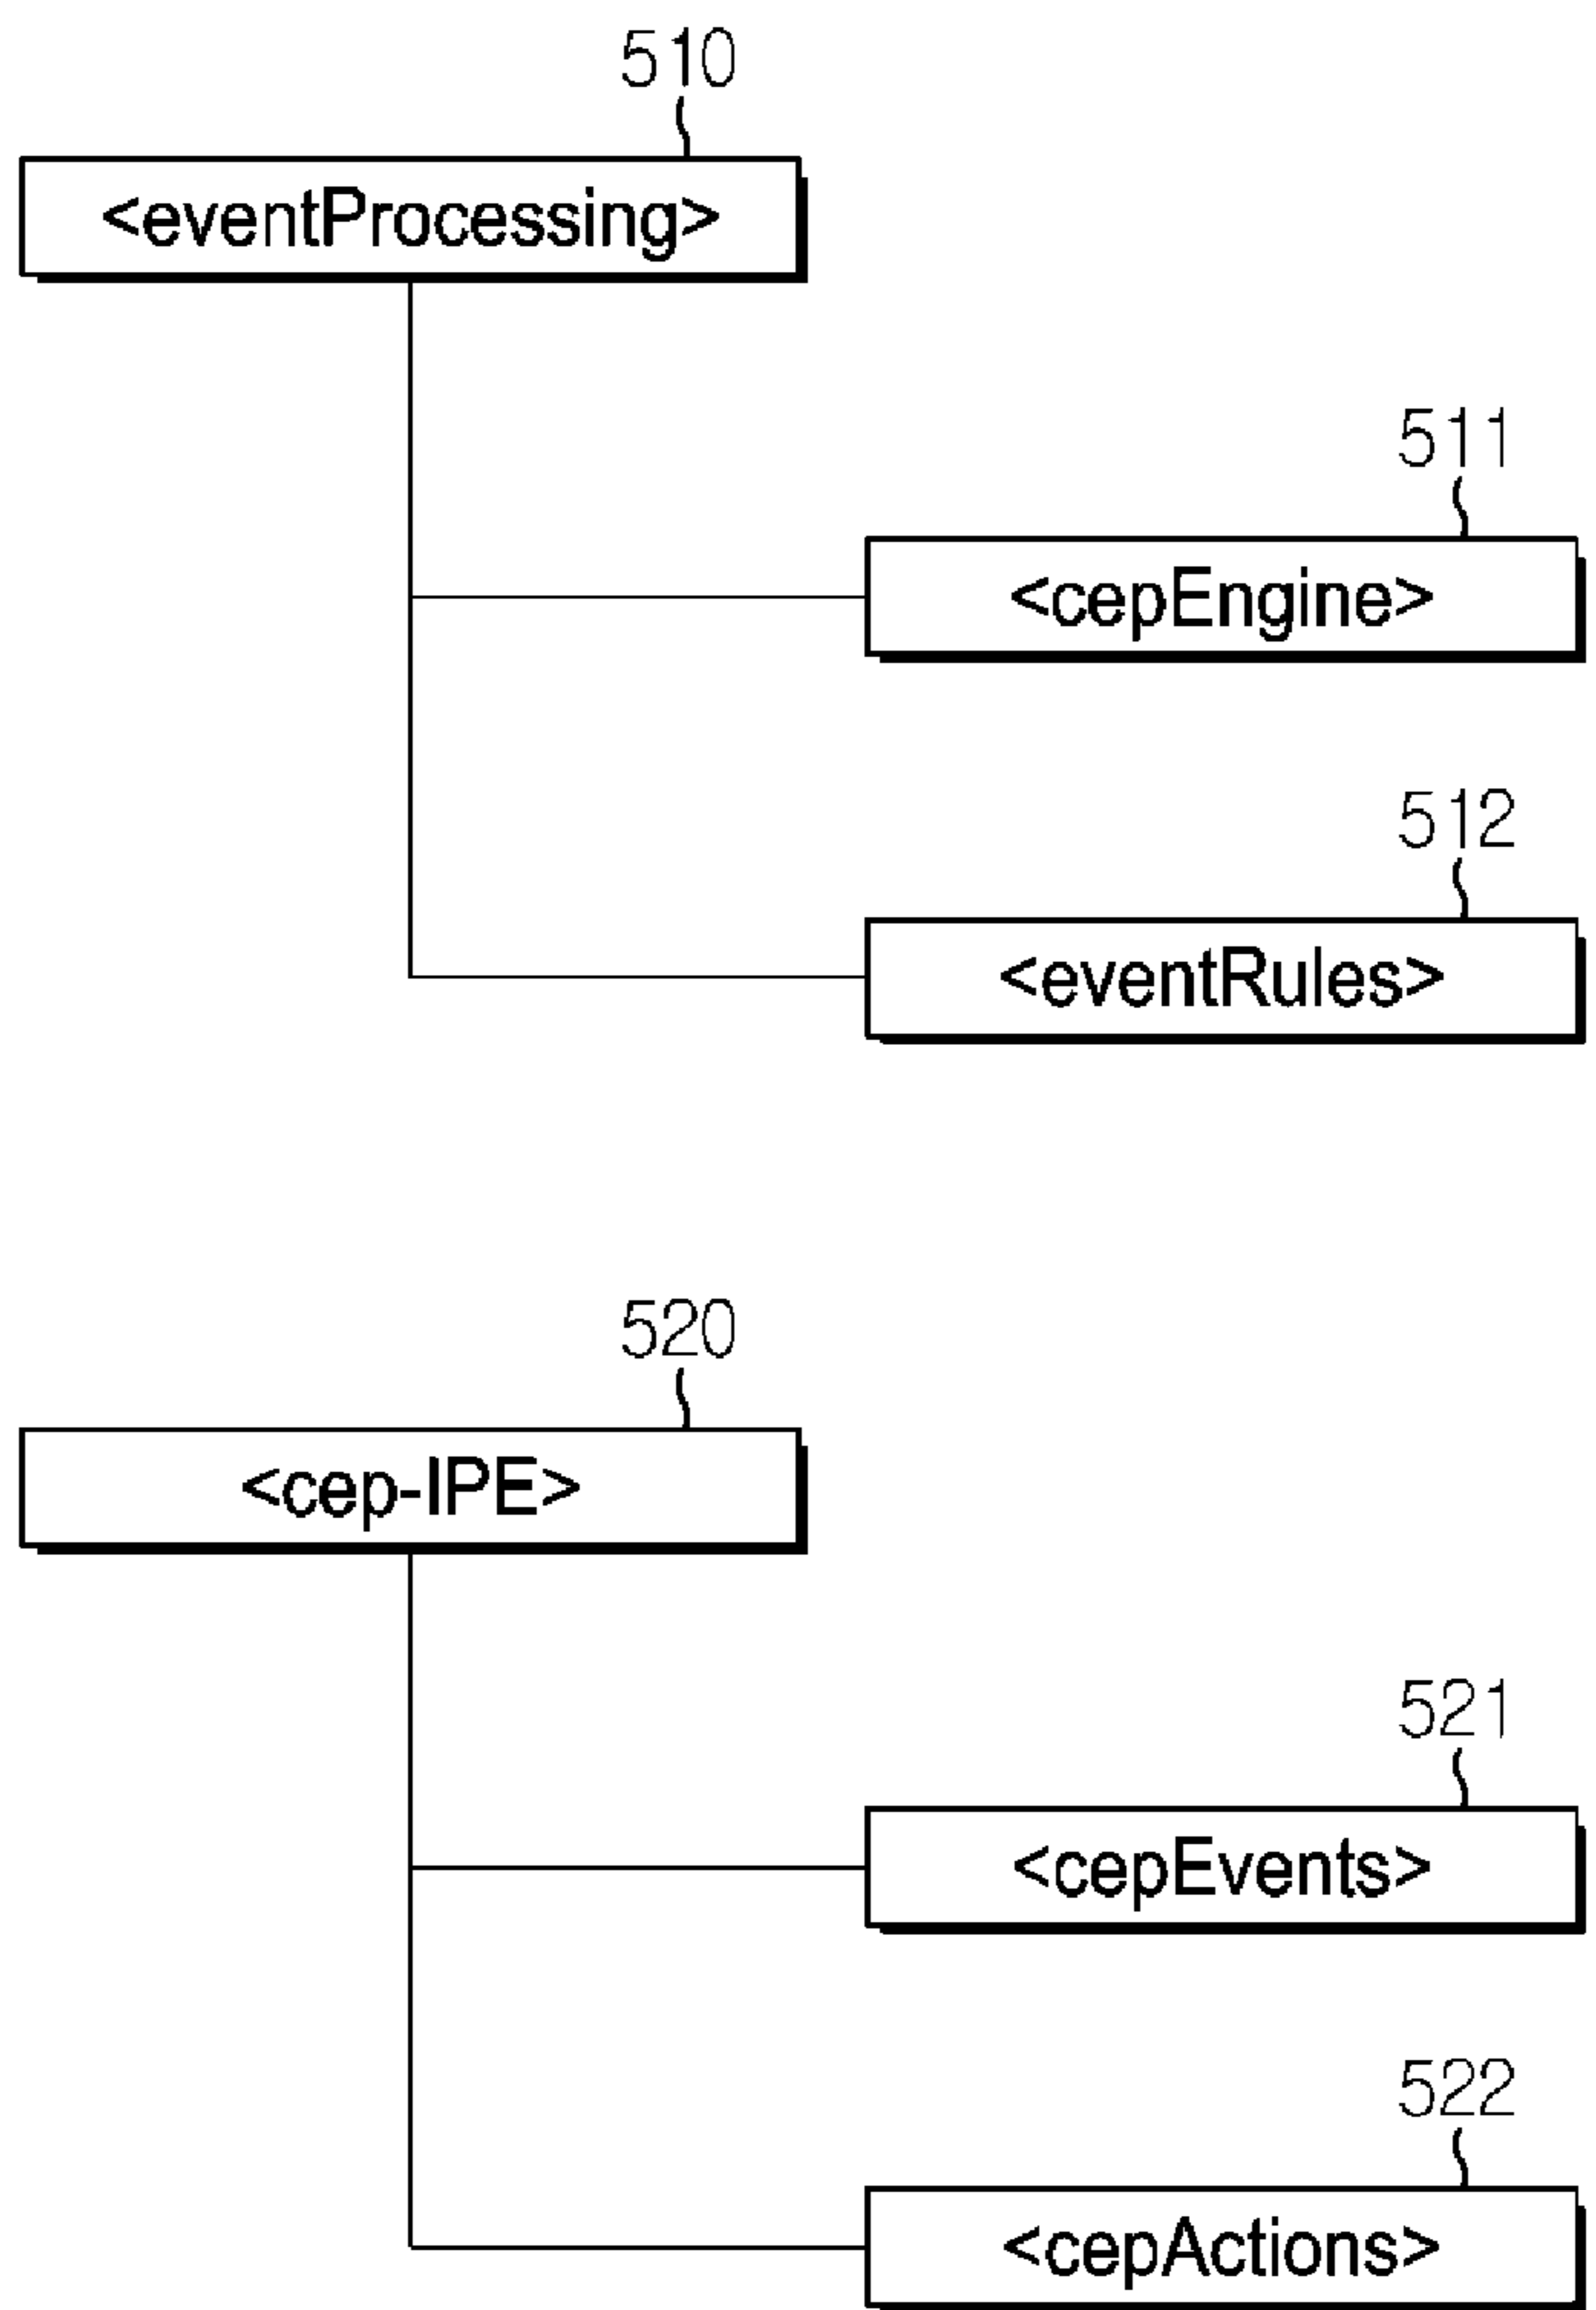 510
<eventProcessing>
511
<cepEngine>
512
<eventRules>
520
<cep-IPE>
521
<cepEvents>
522
<cepActions>